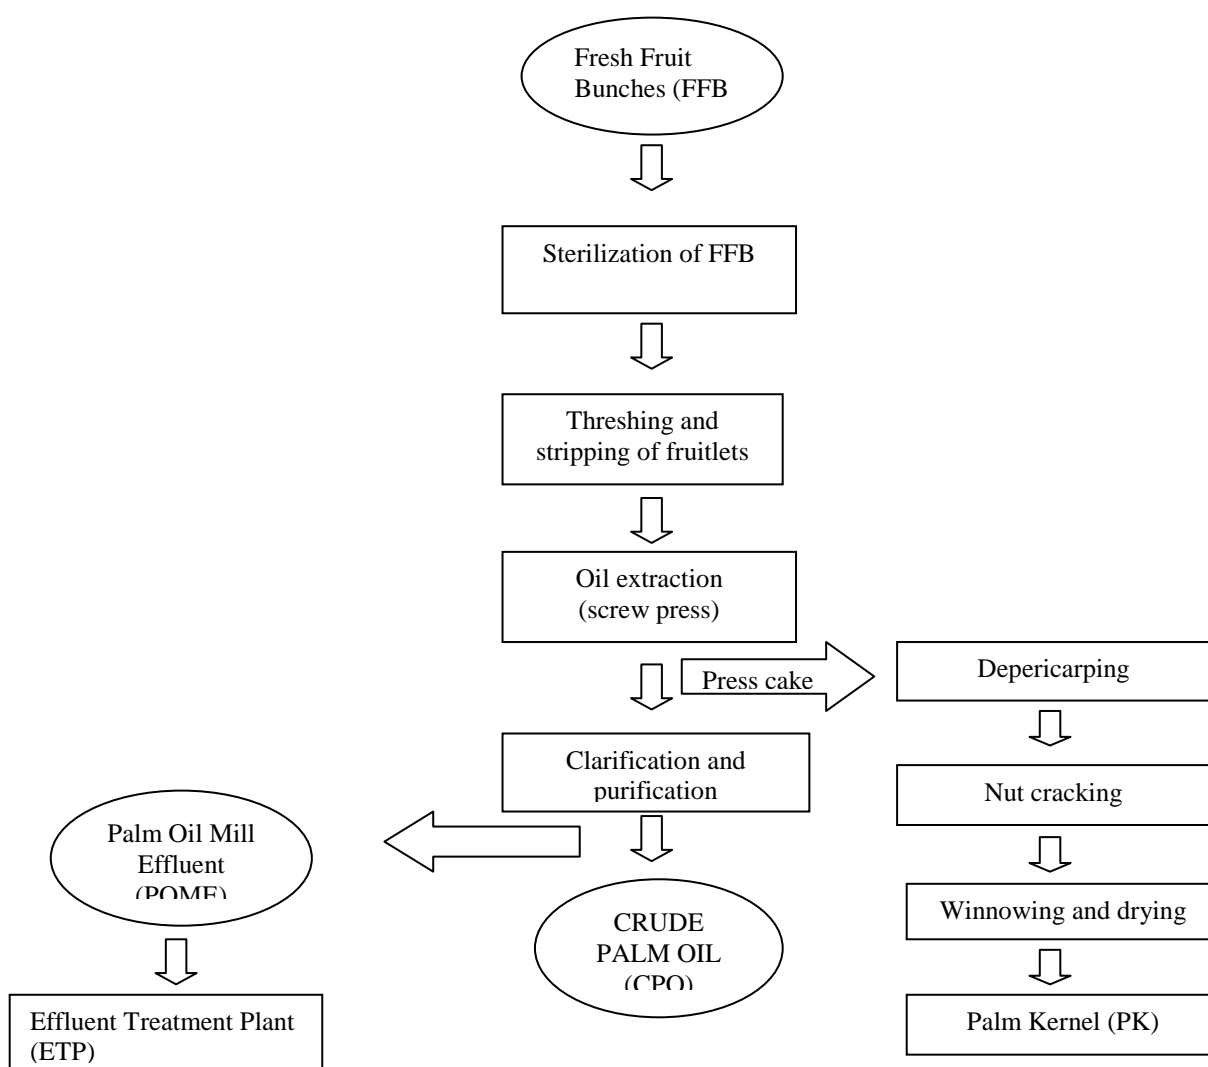 Fresh Fruit
Bunches (FFB
Sterilization of FFB
Threshing and
stripping of fruitlets
Oil extraction
(screw press)
Press cake
Depericarping
Clarification and
purification
Nut cracking
Palm Oil Mill
Effluent
(POME)
Winnowing and drying
CRUDE
PALM OIL
(CPO)
Effluent Treatment Plant
(ETP)
Palm Kernel (PK)